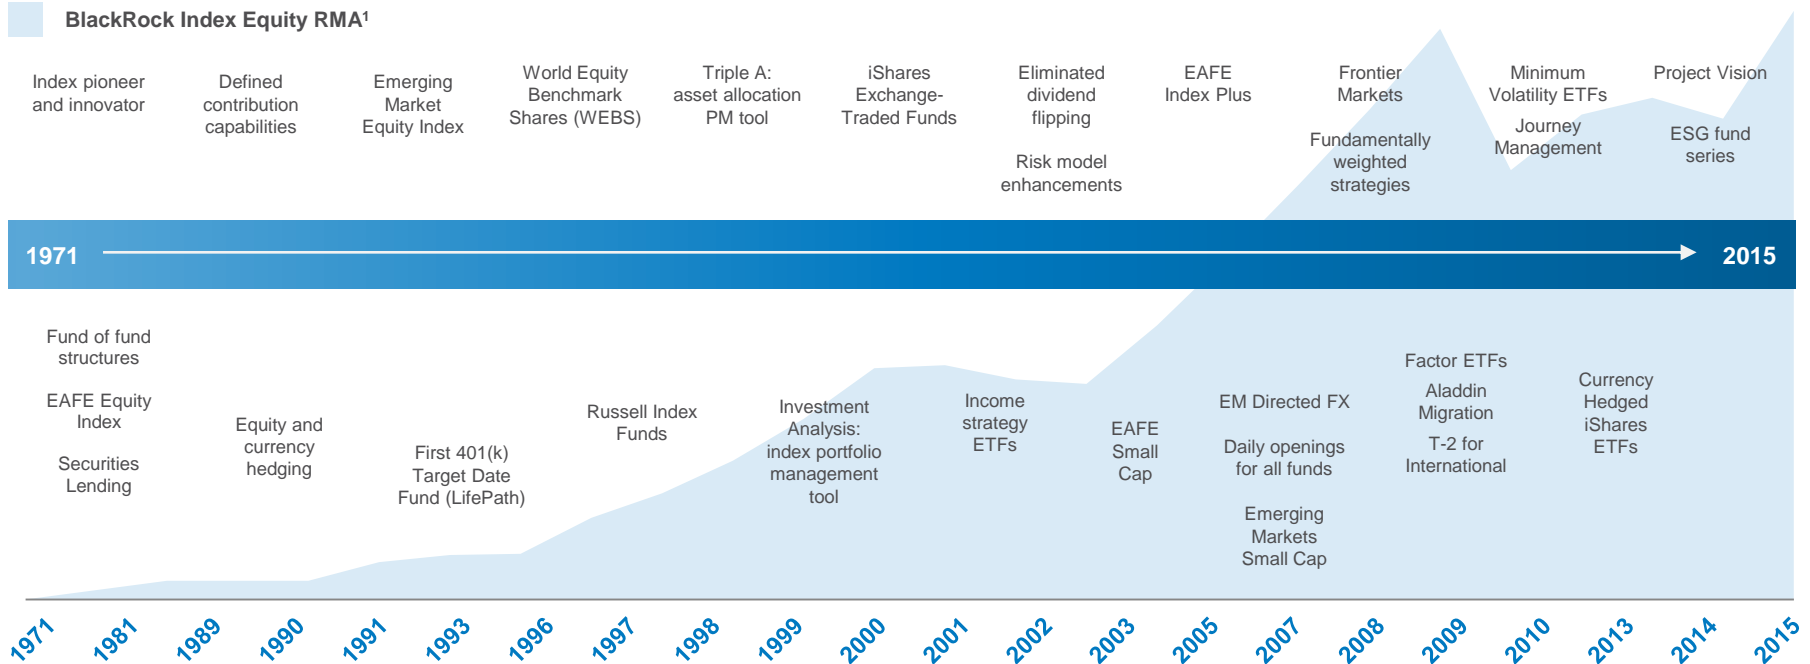 BlackRock Index Equity RMA¹
Index pioneer
and innovator
Defined
contribution
capabilities
Emerging
Market
Equity Index
World Equity
Benchmark
Shares (WEBS)
Triple A:
asset allocation
PM tool
iShares
Exchange-
Traded Funds
Eliminated
dividend
flipping
Risk model
enhancements
EAFE
Index Plus
Frontier
Markets
Fundamentally
weighted
strategies
Minimum
Volatility ETFs
Journey
Management
Project Vision
ESG fund
series
1971
2015
Fund of fund
structures
EAFE Equity
Index
Securities
Lending
Equity and
currency
hedging
First 401(k)
Target Date
Fund (LifePath)
Russell Index
Funds
Investment
Analysis:
index portfolio
management
tool
Income
strategy
ETFs
EAFE
Small
Cap
EM Directed FX
Daily openings
for all funds
Emerging
Markets
Small Cap
Factor ETFs
Aladdin
Migration
T-2 for
International
Currency
Hedged
iShares
ETFs
1971
1981
1989
1990
1991
1993
1996
1997
1998
1999
2000
2001
2002
2003
2005
2007
2008
2009
2010
2013
2014
2015